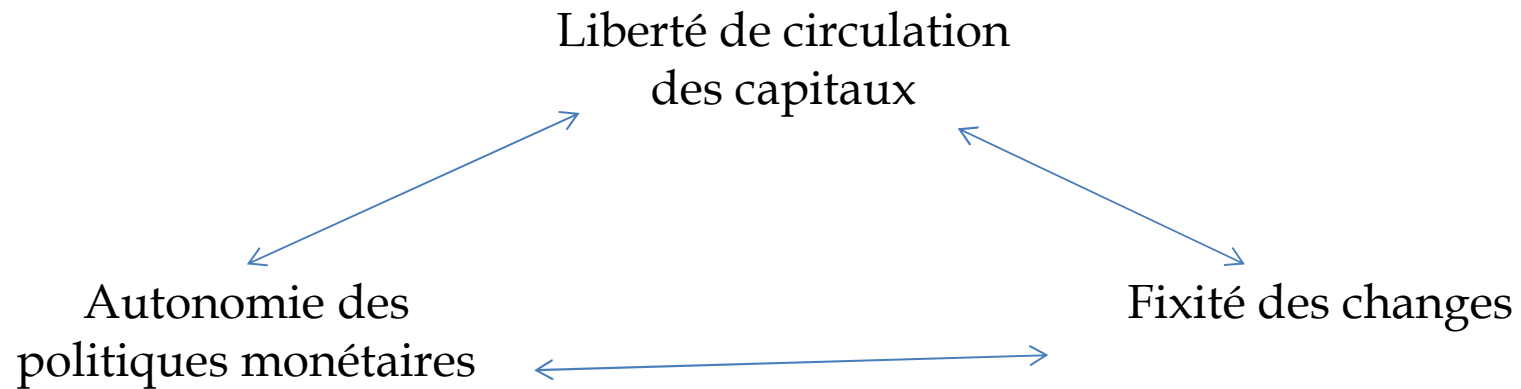 Liberté de circulation
des capitaux
Autonomie des
politiques monétaires
Fixité des changes